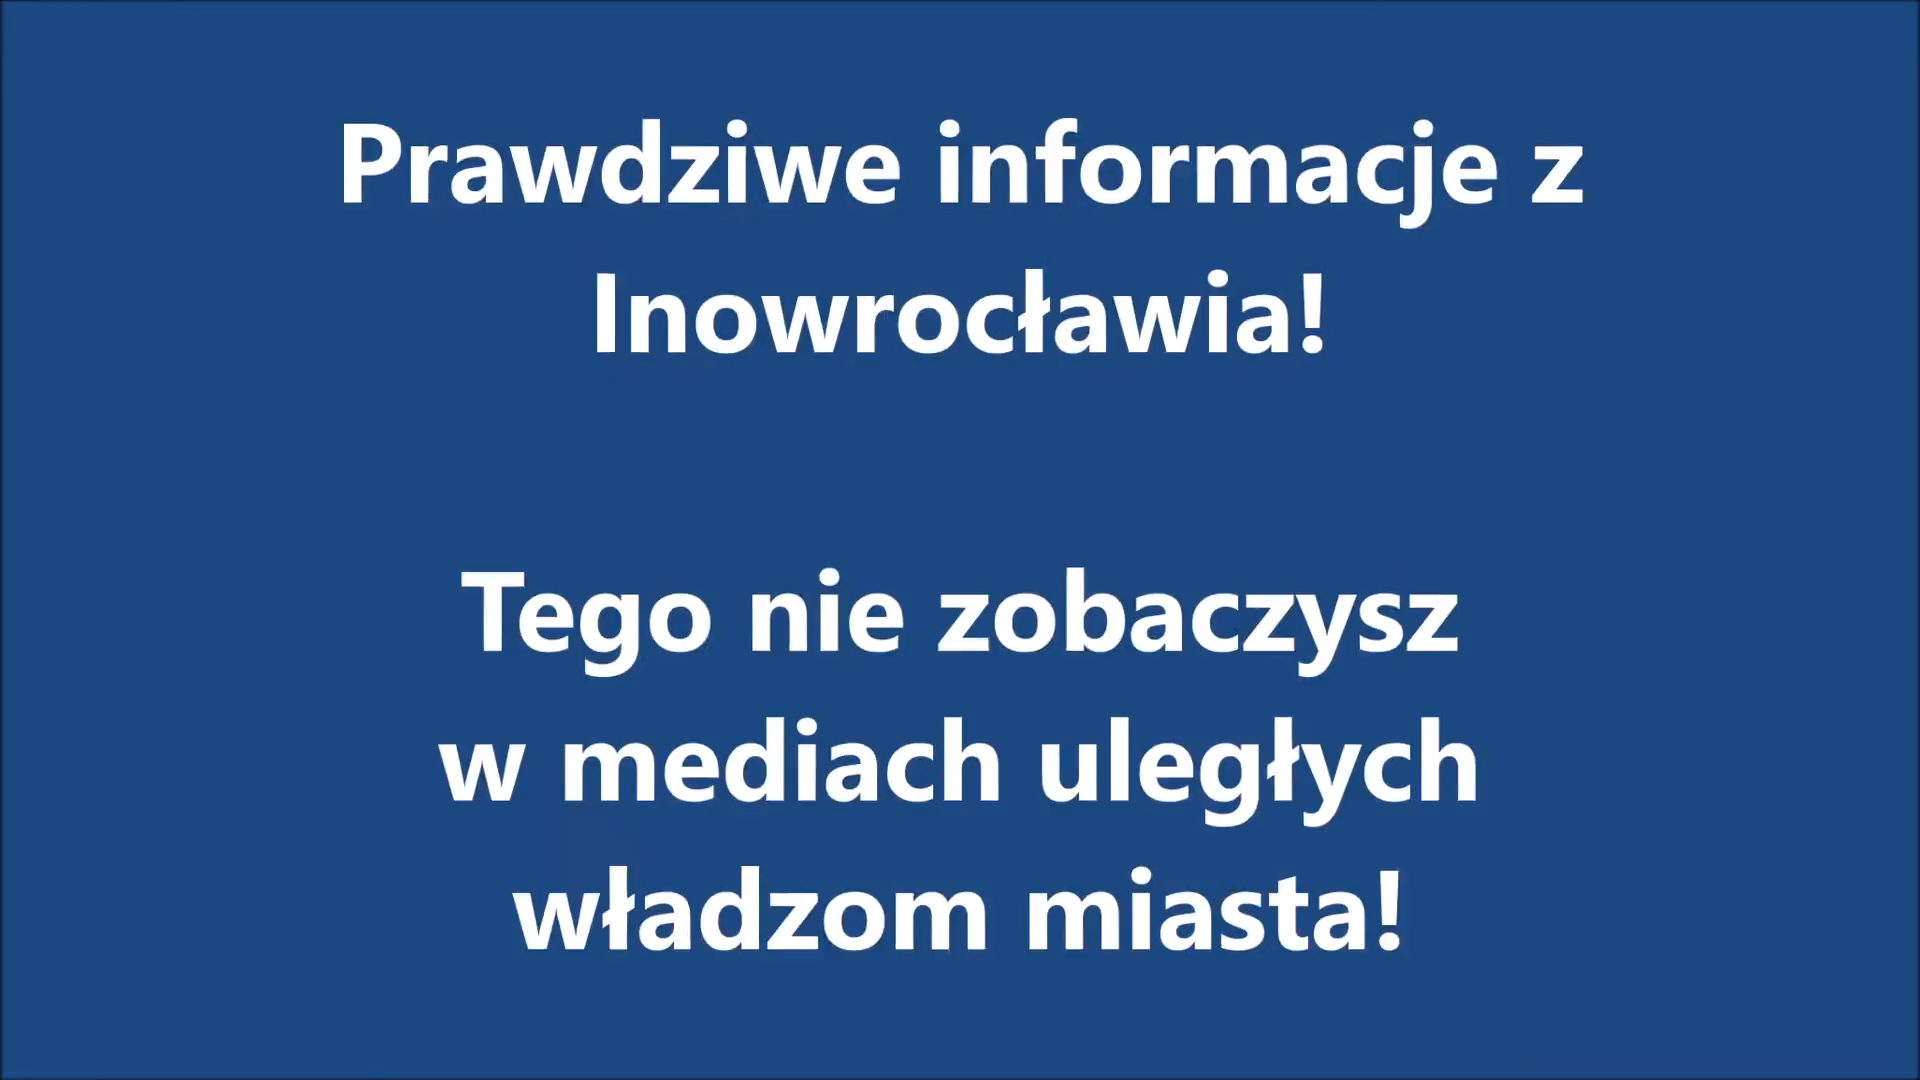 Prawdziwe informacje z
Inowrocławia!
Tego nie zobaczysz
w mediach uległych
władzom miasta!